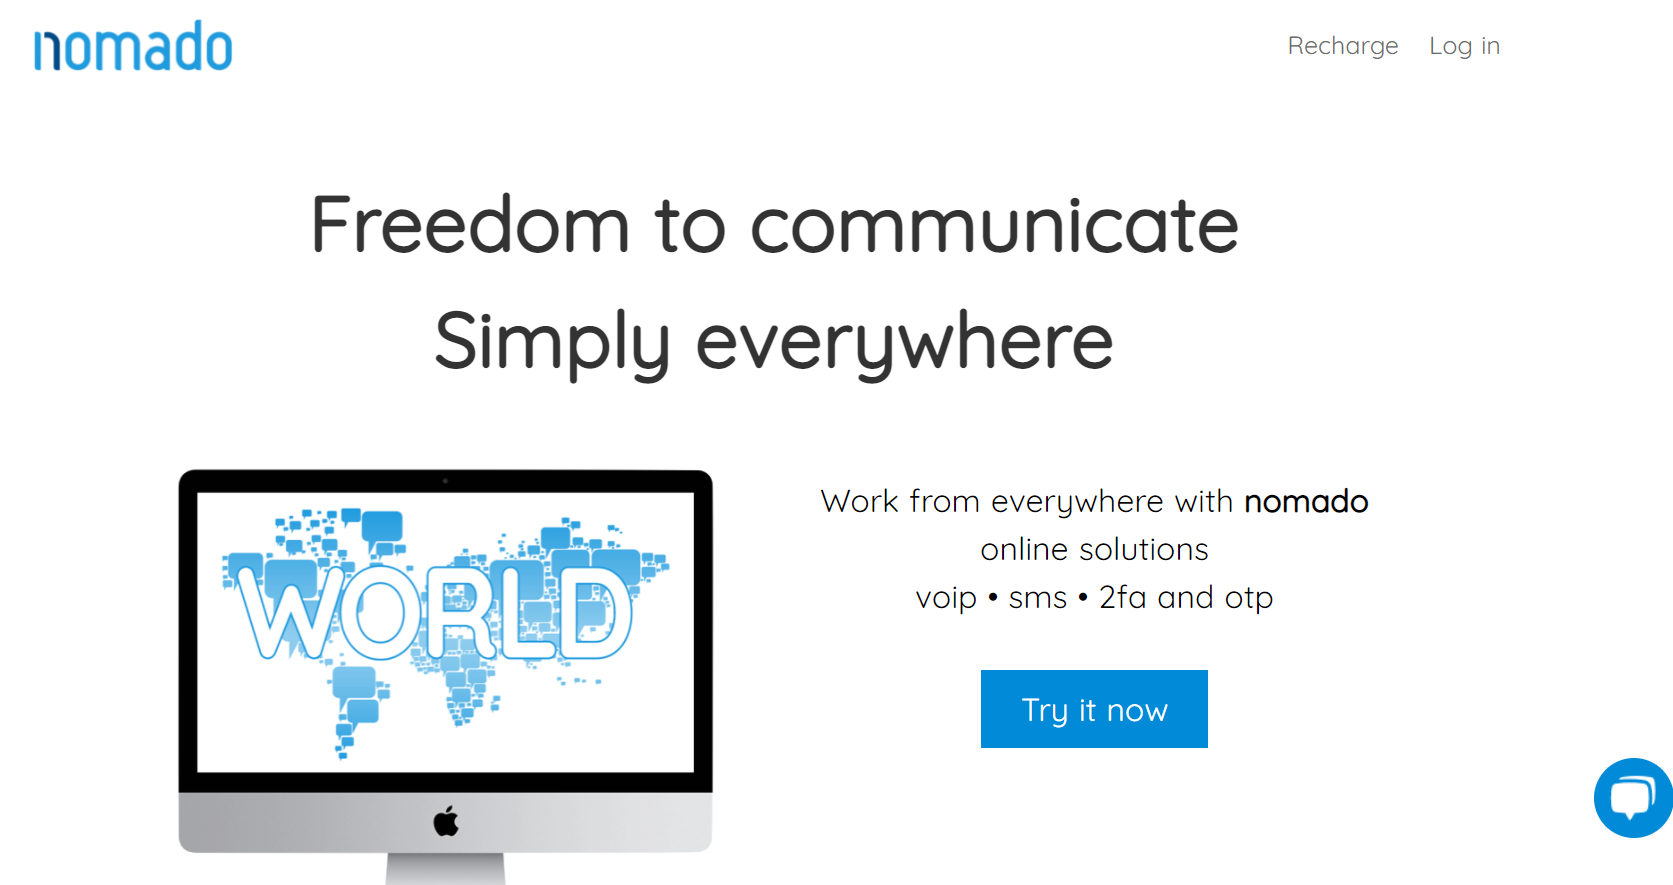 nomado
Recharge Log in
Freedom to communicate
Simply everywhere
WORLD
Work from everywhere with nomado
online solutions
voip • sms • 2fa and otp
Try it now